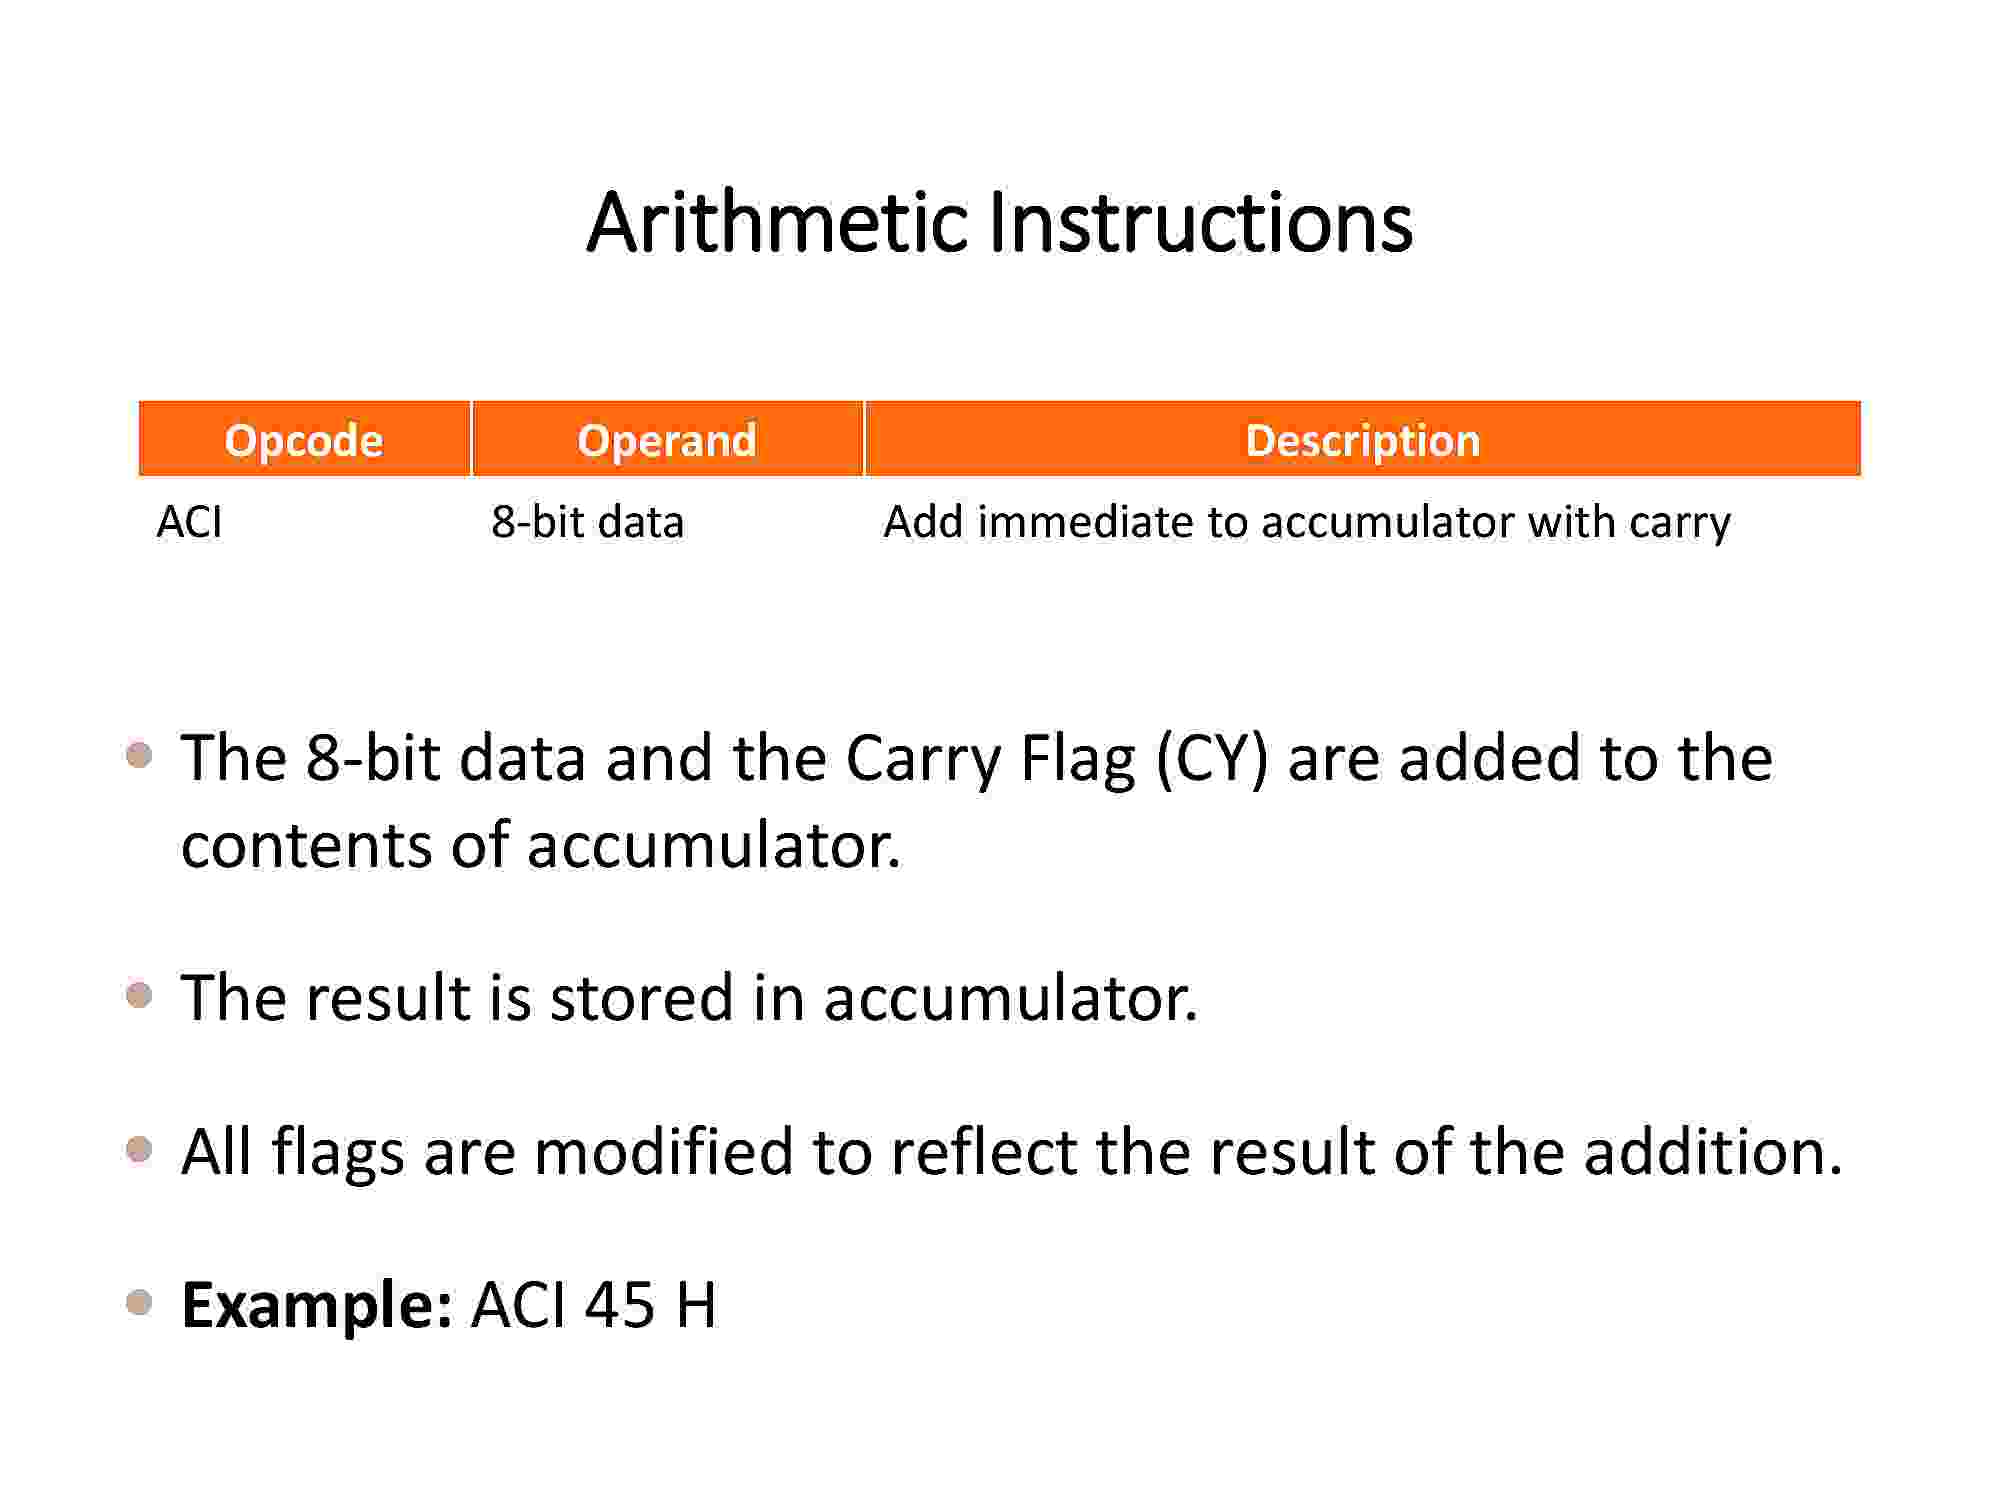 Arithmetic Instructions
Opcode Operand Description
ACI 8-bit data Add immediate to accumulator with carry
• The 8-bit data and the Carry Flag (CY) are added to the
contents of accumulator.
• The result is stored in accumulator.
• All flags are modified to reflect the result of the addition.
• Example: ACI 45 H